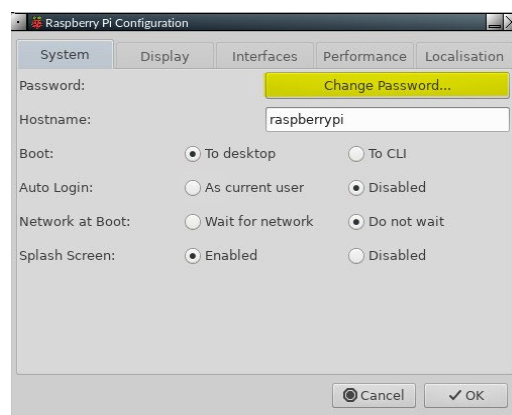 Raspberry Pi Configuration
System Display Interfaces Performance Localisation
Password: Change Password...
Hostname: raspberrypi
Boot: To desktop To CLI
Auto Login: As current user Disabled
Network at Boot: Wait for network Do not wait
Splash Screen: Enabled Disabled
Cancel OK